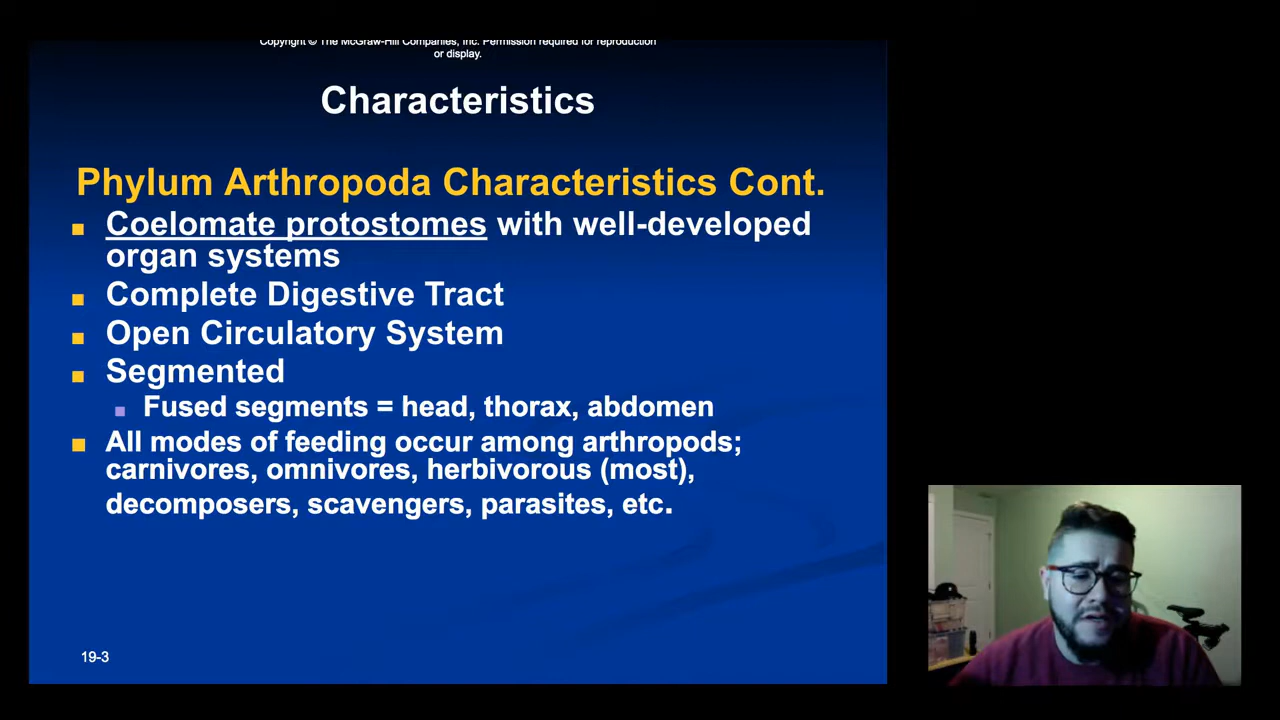 Copyright © The McGraw-Hill Companies, Inc. Permission required for reproduction
or display.
Characteristics
Phylum Arthropoda Characteristics Cont.
Coelomate protostomes with well-developed
organ systems
Complete Digestive Tract
Open Circulatory System
Segmented
Fused segments = head, thorax, abdomen
All modes of feeding occur among arthropods;
carnivores, omnivores, herbivorous (most),
decomposers, scavengers, parasites, etc.
19-3